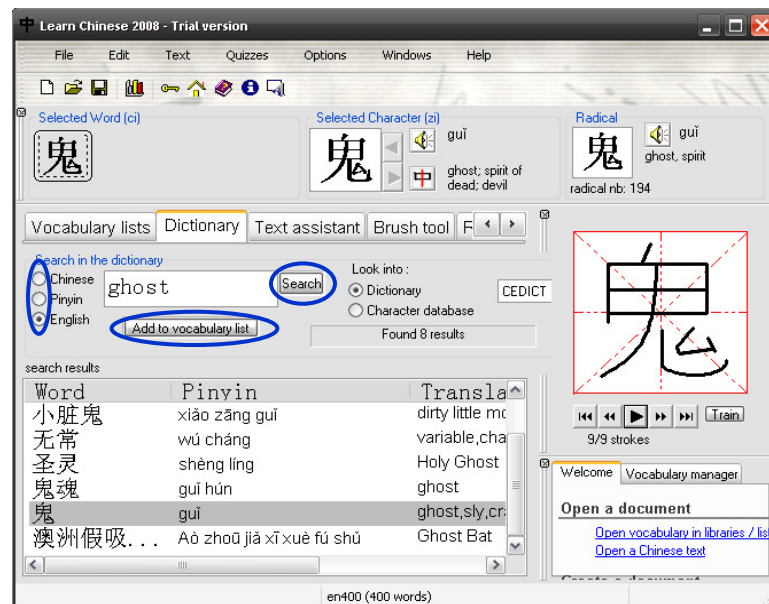 Learn Chinese 2008 - Trial version
File Edit Text Quizzes Options Windows Help
Selected Word (ci) Selected Character (zi) Radical
鬼 鬼 guǐ 鬼 guǐ
ghost; spirit of ghost, spirit
中 dead; devil
radical nb: 194
Vocabulary lists Dictionary Text assistant Brush tool
Search in the dictionary
Chinese ghost Search Look into :
Pinyin Dictionary CEDICT
English Character database
Add to vocabulary list Found 8 results
鬼
search results
Word Pinyin Transla
小脏鬼 xiǎo zāng guǐ dirty little mo
无常 wú cháng variable,cha
圣灵 shèng líng Holy Ghost
鬼魂 guǐ hún ghost
鬼 guǐ ghost,sly,cr
澳洲假吸... Aò zhoū jiǎ xī xuè fú shǔ Ghost Bat
Train
9/9 strokes
Welcome Vocabulary manager
Open a document
Open vocabulary in libraries / list
Open a Chinese text
en400 (400 words)